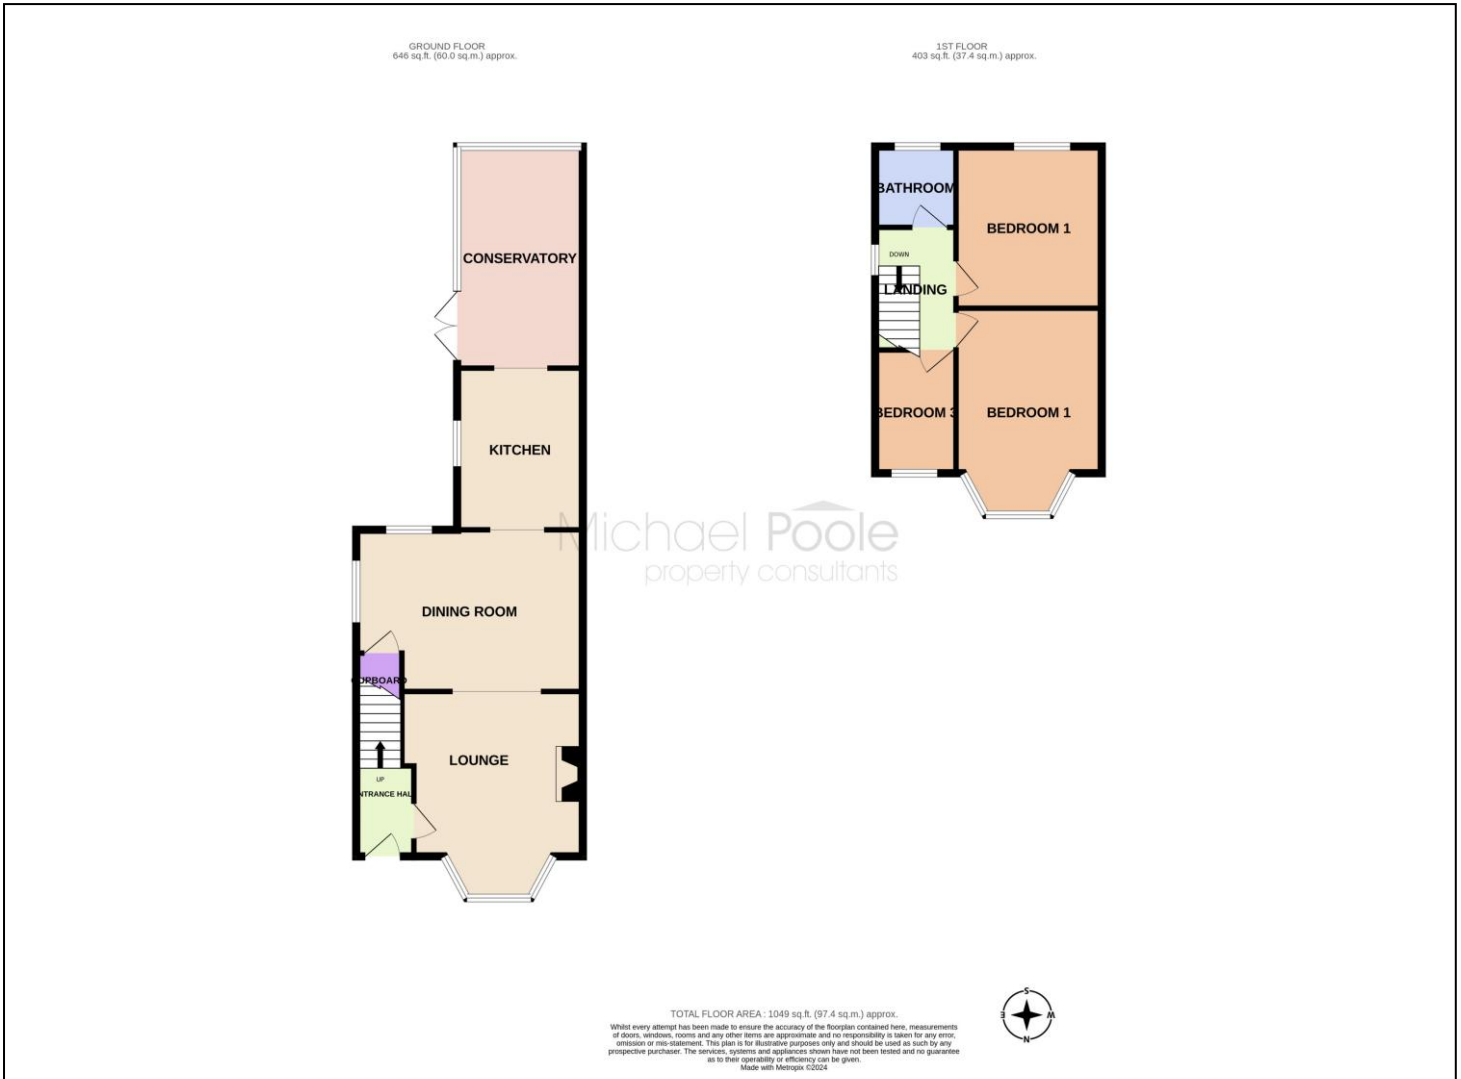 GROUND FLOOR
646 sq.ft. (60.0 sq.m.) approx.
1ST FLOOR
403 sq.ft. (37.4 sq.m.) approx.
CONSERVATORY
KITCHEN
DINING ROOM
CUPBOARD
LOUNGE
UP
ENTRANCE HALL
BATHROOM
BEDROOM 1
DOWN
LANDING
BEDROOM 3
BEDROOM 1
Michael Poole
property consultants
TOTAL FLOOR AREA : 1049 sq.ft. (97.4 sq.m.) approx.
Whilst every attempt has been made to ensure the accuracy of the floorplan contained here, measurements
of doors, windows, rooms and any other items are approximate and no responsibility is taken for any error,
omission or mis-statement. This plan is for illustrative purposes only and should be used as such by any
prospective purchaser. The services, systems and appliances shown have not been tested and no guarantee
as to their operability or efficiency can be given.
Made with Metropix ©2024
S
E W
N